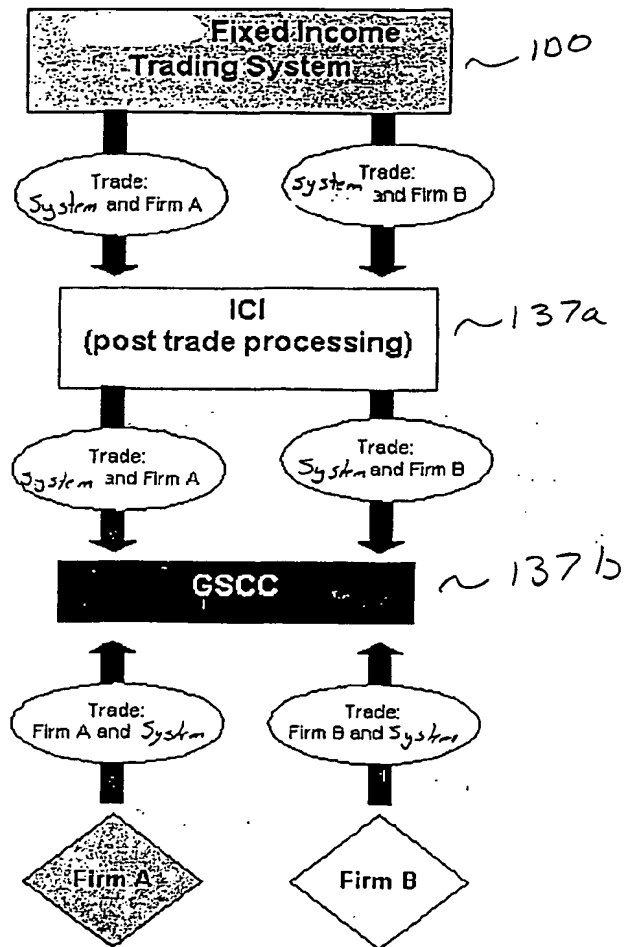 Fixed Income
Trading System
~ 100
Trade:
System and Firm A
Trade:
System and Firm B
ICI
(post trade processing)
~ 137a
Trade:
System and Firm A
Trade:
System and Firm B
GSCC
~ 137b
Trade:
Firm A and System
Trade:
Firm B and System
Firm A
Firm B